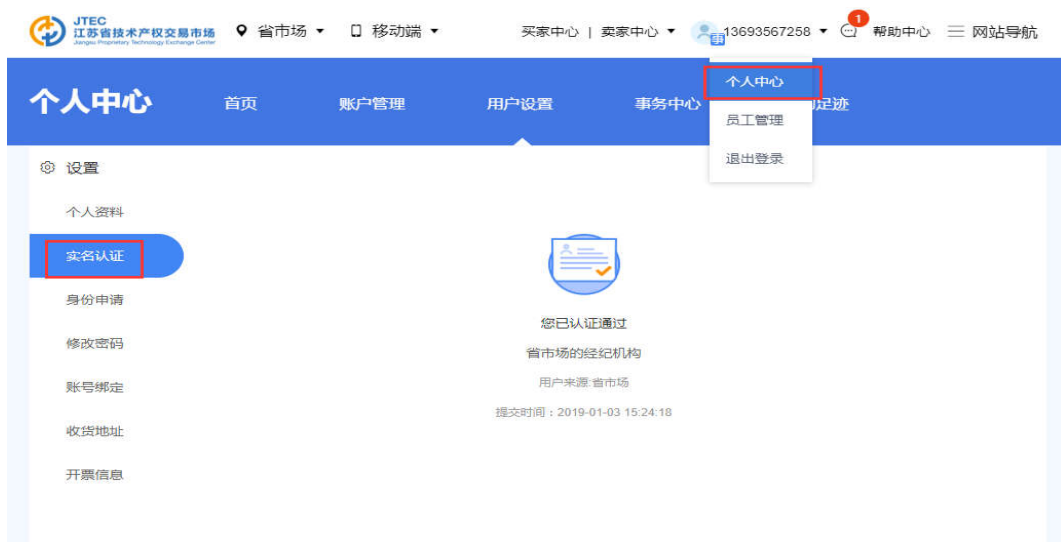 JTEC
江苏省技术产权交易市场
Jiangsu Proprietary Technology Exchange Center
省市场
移动端
买家中心 | 卖家中心
13693567258
1
帮助中心
网站导航
个人中心
员工管理
退出登录
个人中心
首页
账户管理
用户设置
事务中心
足迹
设置
个人资料
实名认证
身份申请
修改密码
账号绑定
收货地址
开票信息
您已认证通过
省市场的经纪机构
用户来源:省市场
提交时间：2019-01-03 15:24:18